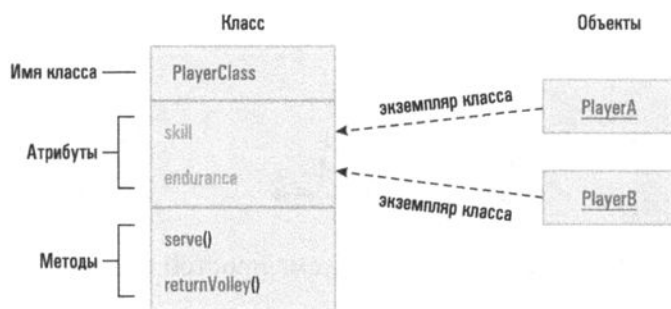 Класс
Объекты
Имя класса
PlayerClass
экземпляр класса
PlayerA
Атрибуты
skill
endurance
экземпляр класса
PlayerB
Методы
serve()
returnVolley()